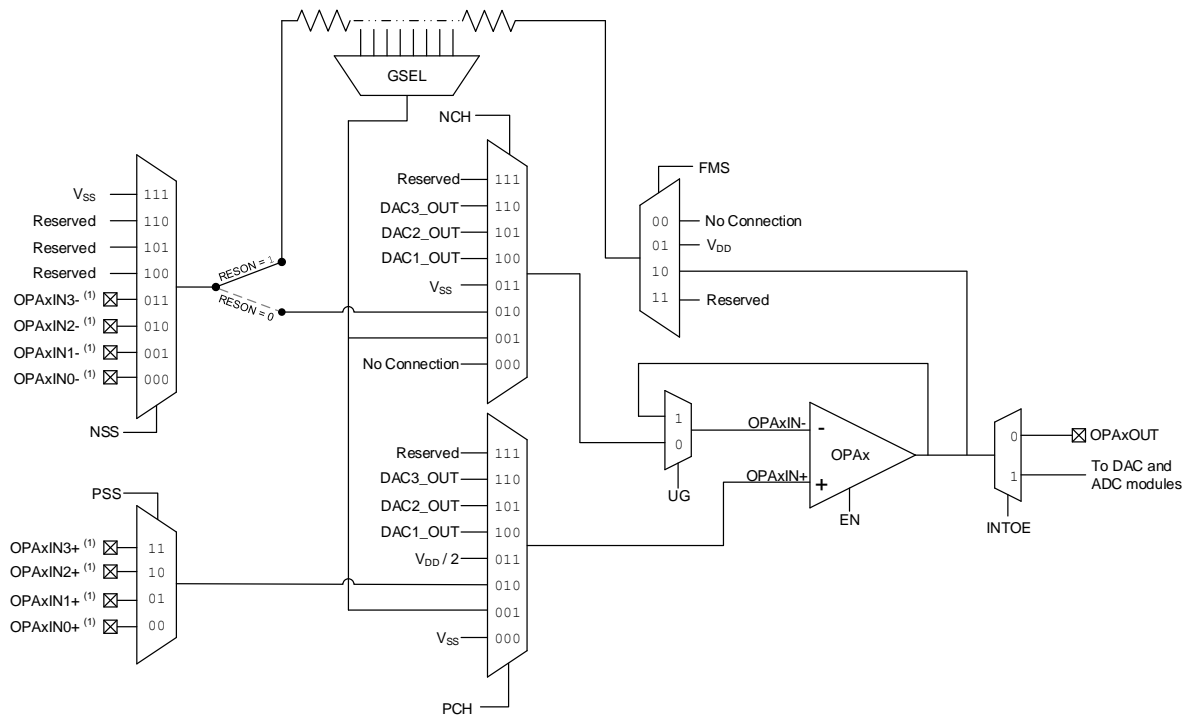 GSEL
NCH
Reserved 111
DAC3_OUT 110
DAC2_OUT 101
DAC1_OUT 100
VSS 011
010
001
No Connection 000
VSS 111
Reserved 110
Reserved 101
Reserved 100
OPAxIN3- (1) 011
OPAxIN2- (1) 010
OPAxIN1- (1) 001
OPAxIN0- (1) 000
NSS
RESON = 1
RESON = 0
FMS
00 No Connection
01 VDD
10
11 Reserved
PSS
OPAxIN3+ (1) 11
OPAxIN2+ (1) 10
OPAxIN1+ (1) 01
OPAxIN0+ (1) 00
Reserved 111
DAC3_OUT 110
DAC2_OUT 101
DAC1_OUT 100
VDD / 2 011
010
001
VSS 000
PCH
1
0
UG
OPAxIN- -
OPAx
OPAxIN+ +
EN
0 OPAxOUT
1 To DAC and
ADC modules
INTOE